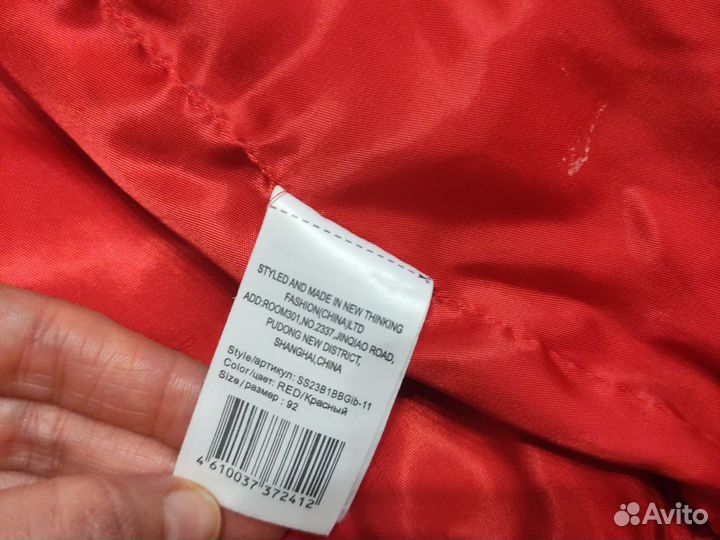 STYLED AND MADE IN NEW THINKING
FASHION(CHINA)LTD
ADD:ROOM301,NO.2337,JINQIAO ROAD,
PUDONG NEW DISTRICT,
SHANGHAI,CHINA
Style/артикул: SS23B1BBGlb-11
Color/цвет: RED/Красный
Size/размер : 92
4 610037 372412
Avito